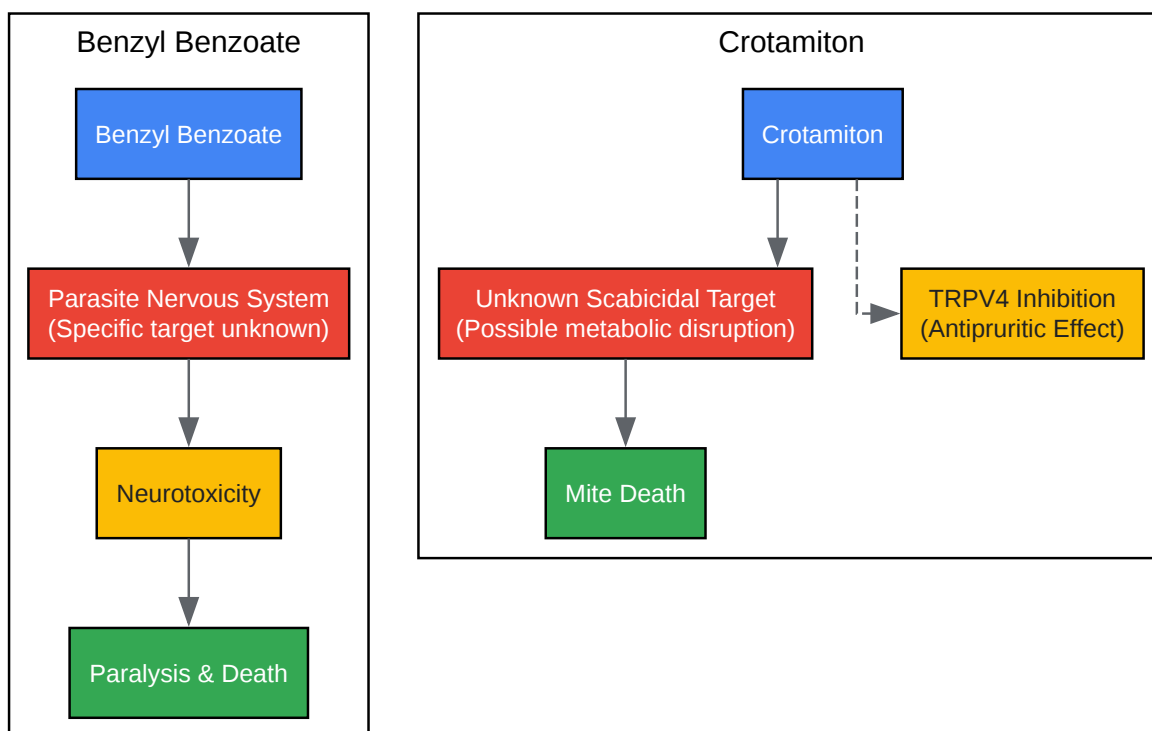 Benzyl Benzoate
Benzyl Benzoate
Parasite Nervous System
(Specific target unknown)
Neurotoxicity
Paralysis & Death
Crotamiton
Crotamiton
Unknown Scabicidal Target
(Possible metabolic disruption)
TRPV4 Inhibition
(Antipruritic Effect)
Mite Death